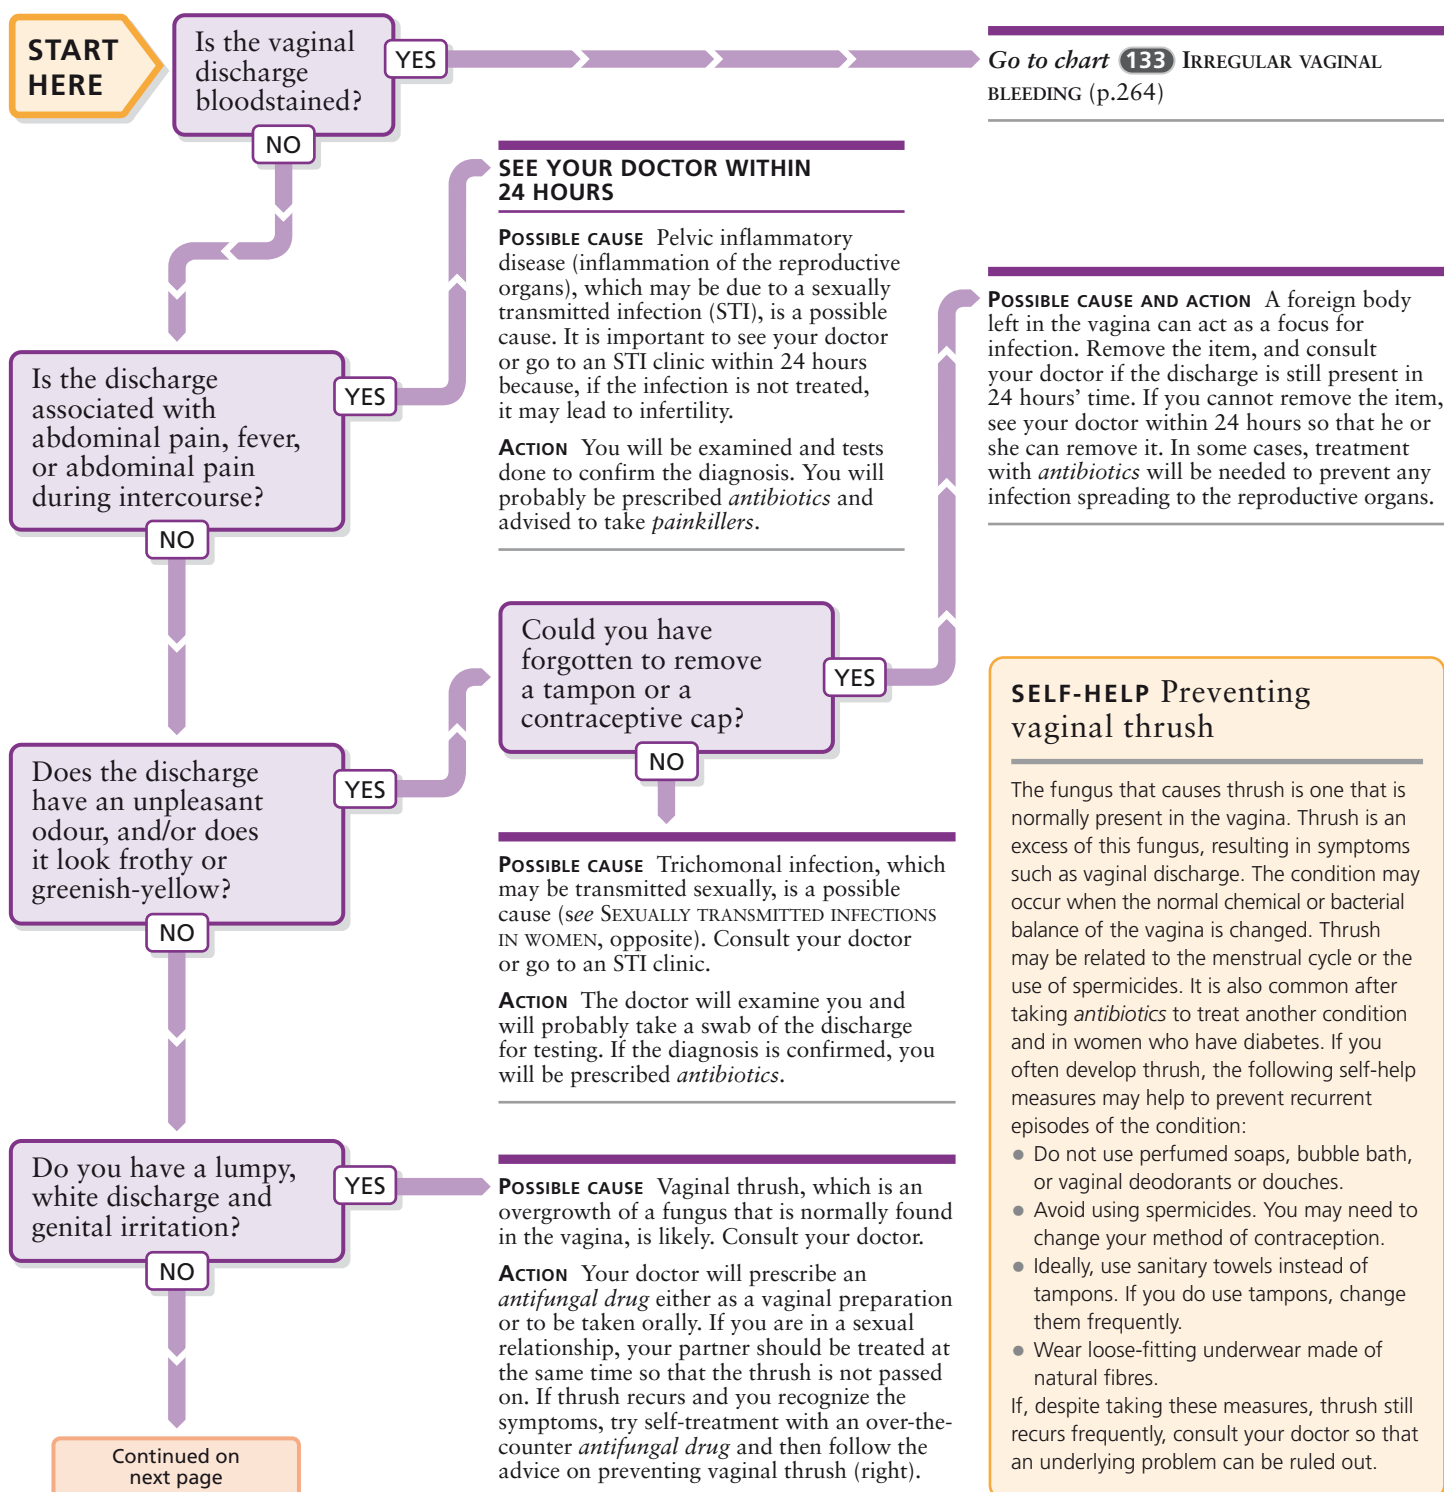 START
HERE
Is the vaginal
discharge
bloodstained?
YES
NO
Go to chart 133 IRREGULAR VAGINAL
BLEEDING (p.264)
SEE YOUR DOCTOR WITHIN
24 HOURS
POSSIBLE CAUSE Pelvic inflammatory
disease (inflammation of the reproductive
organs), which may be due to a sexually
transmitted infection (STI), is a possible
cause. It is important to see your doctor
or go to an STI clinic within 24 hours
because, if the infection is not treated,
it may lead to infertility.
ACTION You will be examined and tests
done to confirm the diagnosis. You will
probably be prescribed antibiotics and
advised to take painkillers.
Is the discharge
associated with
abdominal pain, fever,
or abdominal pain
during intercourse?
YES
NO
POSSIBLE CAUSE AND ACTION A foreign body
left in the vagina can act as a focus for
infection. Remove the item, and consult
your doctor if the discharge is still present in
24 hours’ time. If you cannot remove the item,
see your doctor within 24 hours so that he or
she can remove it. In some cases, treatment
with antibiotics will be needed to prevent any
infection spreading to the reproductive organs.
Could you have
forgotten to remove
a tampon or a
contraceptive cap?
YES
NO
Does the discharge
have an unpleasant
odour, and/or does
it look frothy or
greenish-yellow?
YES
NO
POSSIBLE CAUSE Trichomonal infection, which
may be transmitted sexually, is a possible
cause (see SEXUALLY TRANSMITTED INFECTIONS
IN WOMEN, opposite). Consult your doctor
or go to an STI clinic.
ACTION The doctor will examine you and
will probably take a swab of the discharge
for testing. If the diagnosis is confirmed, you
will be prescribed antibiotics.
Do you have a lumpy,
white discharge and
genital irritation?
YES
NO
POSSIBLE CAUSE Vaginal thrush, which is an
overgrowth of a fungus that is normally found
in the vagina, is likely. Consult your doctor.
ACTION Your doctor will prescribe an
antifungal drug either as a vaginal preparation
or to be taken orally. If you are in a sexual
relationship, your partner should be treated at
the same time so that the thrush is not passed
on. If thrush recurs and you recognize the
symptoms, try self-treatment with an over-the-
counter antifungal drug and then follow the
advice on preventing vaginal thrush (right).
Continued on
next page
SELF-HELP Preventing
vaginal thrush
The fungus that causes thrush is one that is
normally present in the vagina. Thrush is an
excess of this fungus, resulting in symptoms
such as vaginal discharge. The condition may
occur when the normal chemical or bacterial
balance of the vagina is changed. Thrush
may be related to the menstrual cycle or the
use of spermicides. It is also common after
taking antibiotics to treat another condition
and in women who have diabetes. If you
often develop thrush, the following self-help
measures may help to prevent recurrent
episodes of the condition:
● Do not use perfumed soaps, bubble bath,
or vaginal deodorants or douches.
● Avoid using spermicides. You may need to
change your method of contraception.
● Ideally, use sanitary towels instead of
tampons. If you do use tampons, change
them frequently.
● Wear loose-fitting underwear made of
natural fibres.
If, despite taking these measures, thrush still
recurs frequently, consult your doctor so that
an underlying problem can be ruled out.